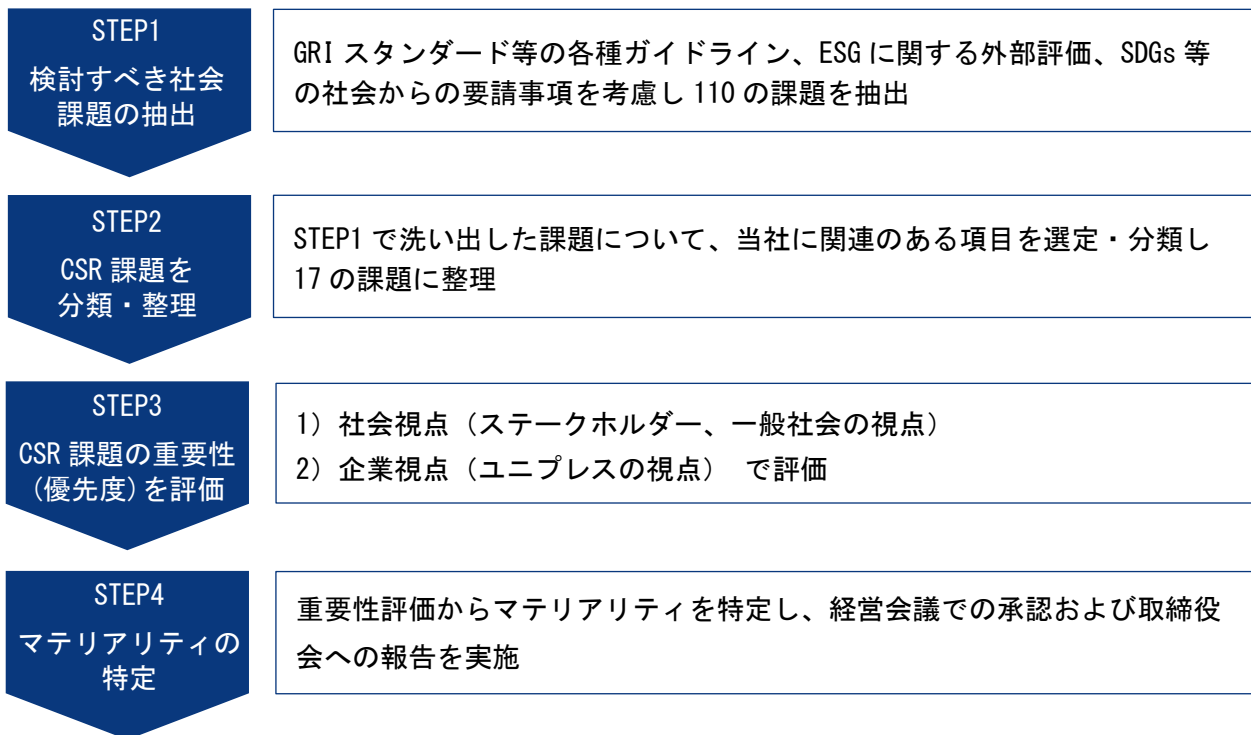 STEP1
検討すべき社会
課題の抽出
GRI スタンダード等の各種ガイドライン、ESG に関する外部評価、SDGs 等
の社会からの要請事項を考慮し 110 の課題を抽出
STEP2
CSR 課題を
分類・整理
STEP1 で洗い出した課題について、当社に関連のある項目を選定・分類し
17 の課題に整理
STEP3
CSR 課題の重要性
(優先度)を評価
1）社会視点（ステークホルダー、一般社会の視点）
2）企業視点（ユニプレスの視点） で評価
STEP4
マテリアリティの
特定
重要性評価からマテリアリティを特定し、経営会議での承認および取締役
会への報告を実施